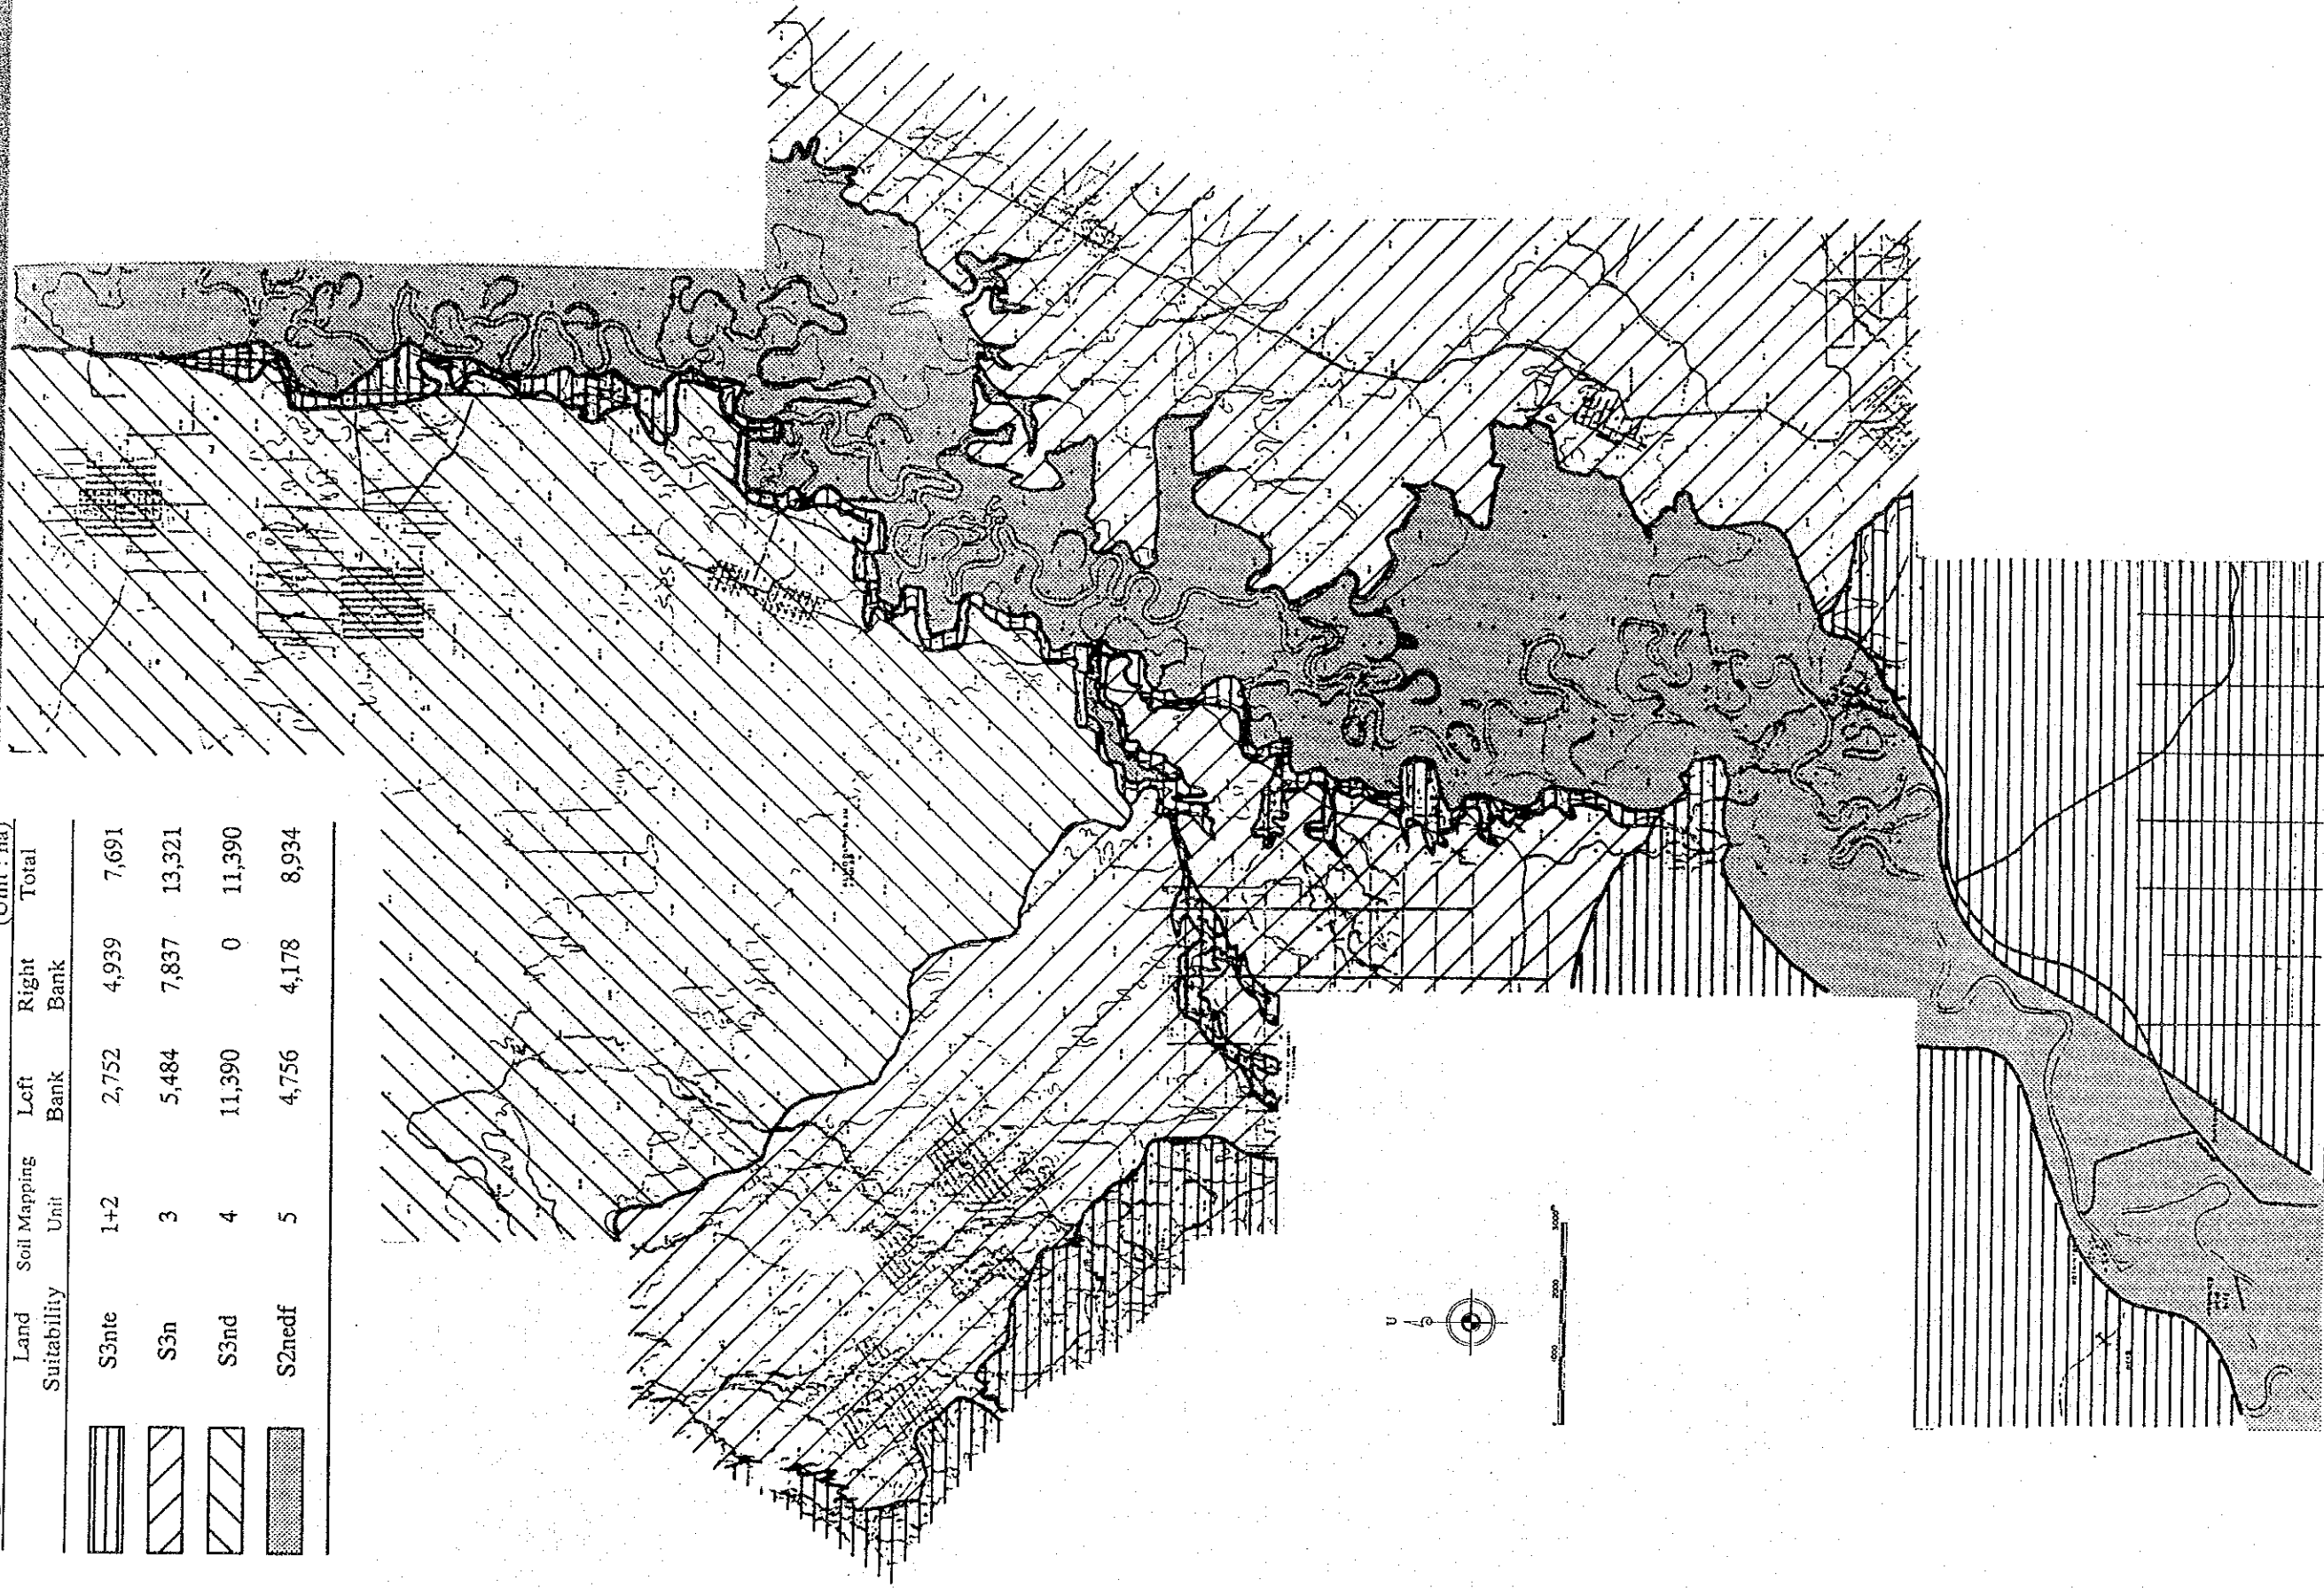 (Unit : ha)
Land Suitability Soil Mapping Unit Left Bank Right Bank Total
S3nte 1+2 2,752 4,939 7,691
S3n 3 5,484 7,837 13,321
S3nd 4 11,390 0 11,390
S2nedf 5 4,756 4,178 8,934